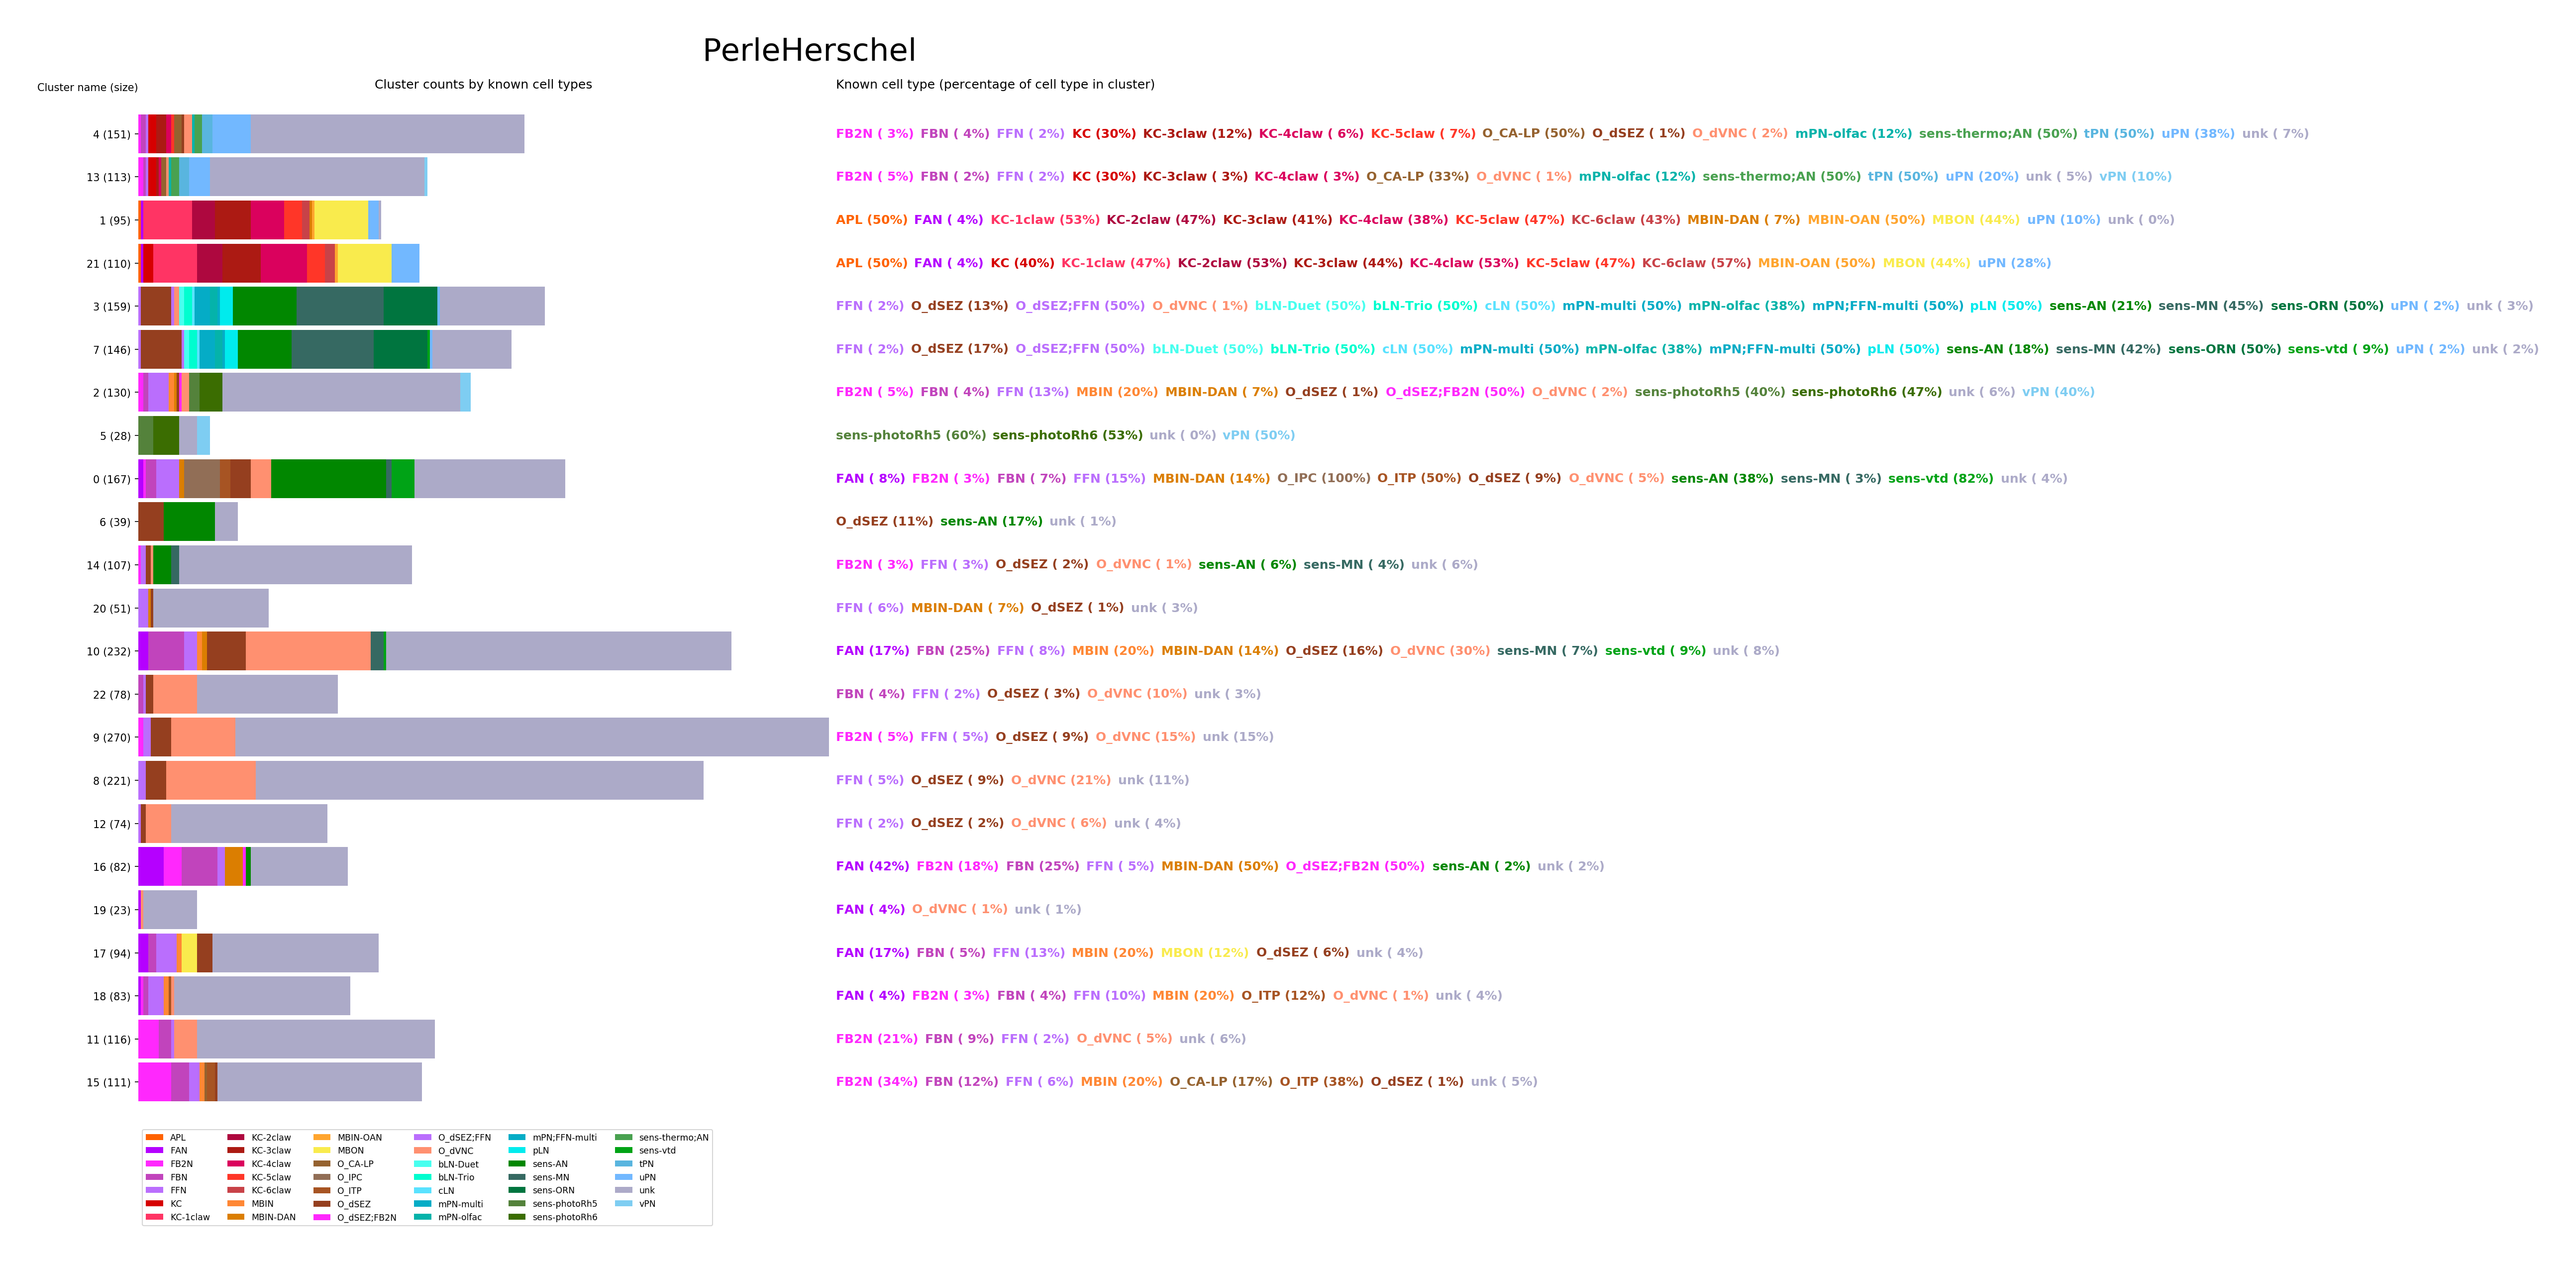 PerleHerschel
Cluster name (size)
Cluster counts by known cell types
Known cell type (percentage of cell type in cluster)
4 (151) FB2N ( 3%) FBN ( 4%) FFN ( 2%) KC (30%) KC-3claw (12%) KC-4claw ( 6%) KC-5claw ( 7%) O_CA-LP (50%) O_dSEZ ( 1%) O_dVNC ( 2%) mPN-olfac (12%) sens-thermo;AN (50%) tPN (50%) uPN (38%) unk ( 7%)
13 (113) FB2N ( 5%) FBN ( 2%) FFN ( 2%) KC (30%) KC-3claw ( 3%) KC-4claw ( 3%) O_CA-LP (33%) O_dVNC ( 1%) mPN-olfac (12%) sens-thermo;AN (50%) tPN (50%) uPN (20%) unk ( 5%) vPN (10%)
1 (95) APL (50%) FAN ( 4%) KC-1claw (53%) KC-2claw (47%) KC-3claw (41%) KC-4claw (38%) KC-5claw (47%) KC-6claw (43%) MBIN-DAN ( 7%) MBIN-OAN (50%) MBON (44%) uPN (10%) unk ( 0%)
21 (110) APL (50%) FAN ( 4%) KC (40%) KC-1claw (47%) KC-2claw (53%) KC-3claw (44%) KC-4claw (53%) KC-5claw (47%) KC-6claw (57%) MBIN-OAN (50%) MBON (44%) uPN (28%)
3 (159) FFN ( 2%) O_dSEZ (13%) O_dSEZ;FFN (50%) O_dVNC ( 1%) bLN-Duet (50%) bLN-Trio (50%) cLN (50%) mPN-multi (50%) mPN-olfac (38%) mPN;FFN-multi (50%) pLN (50%) sens-AN (21%) sens-MN (45%) sens-ORN (50%) uPN ( 2%) unk ( 3%)
7 (146) FFN ( 2%) O_dSEZ (17%) O_dSEZ;FFN (50%) bLN-Duet (50%) bLN-Trio (50%) cLN (50%) mPN-multi (50%) mPN-olfac (38%) mPN;FFN-multi (50%) pLN (50%) sens-AN (18%) sens-MN (42%) sens-ORN (50%) sens-vtd ( 9%) uPN ( 2%) unk ( 2%)
2 (130) FB2N ( 5%) FBN ( 4%) FFN (13%) MBIN (20%) MBIN-DAN ( 7%) O_dSEZ ( 1%) O_dSEZ;FB2N (50%) O_dVNC ( 2%) sens-photoRh5 (40%) sens-photoRh6 (47%) unk ( 6%) vPN (40%)
5 (28) sens-photoRh5 (60%) sens-photoRh6 (53%) unk ( 0%) vPN (50%)
0 (167) FAN ( 8%) FB2N ( 3%) FBN ( 7%) FFN (15%) MBIN-DAN (14%) O_IPC (100%) O_ITP (50%) O_dSEZ ( 9%) O_dVNC ( 5%) sens-AN (38%) sens-MN ( 3%) sens-vtd (82%) unk ( 4%)
6 (39) O_dSEZ (11%) sens-AN (17%) unk ( 1%)
14 (107) FB2N ( 3%) FFN ( 3%) O_dSEZ ( 2%) O_dVNC ( 1%) sens-AN ( 6%) sens-MN ( 4%) unk ( 6%)
20 (51) FFN ( 6%) MBIN-DAN ( 7%) O_dSEZ ( 1%) unk ( 3%)
10 (232) FAN (17%) FBN (25%) FFN ( 8%) MBIN (20%) MBIN-DAN (14%) O_dSEZ (16%) O_dVNC (30%) sens-MN ( 7%) sens-vtd ( 9%) unk ( 8%)
22 (78) FBN ( 4%) FFN ( 2%) O_dSEZ ( 3%) O_dVNC (10%) unk ( 3%)
9 (270) FB2N ( 5%) FFN ( 5%) O_dSEZ ( 9%) O_dVNC (15%) unk (15%)
8 (221) FFN ( 5%) O_dSEZ ( 9%) O_dVNC (21%) unk (11%)
12 (74) FFN ( 2%) O_dSEZ ( 2%) O_dVNC ( 6%) unk ( 4%)
16 (82) FAN (42%) FB2N (18%) FBN (25%) FFN ( 5%) MBIN-DAN (50%) O_dSEZ;FB2N (50%) sens-AN ( 2%) unk ( 2%)
19 (23) FAN ( 4%) O_dVNC ( 1%) unk ( 1%)
17 (94) FAN (17%) FBN ( 5%) FFN (13%) MBIN (20%) MBON (12%) O_dSEZ ( 6%) unk ( 4%)
18 (83) FAN ( 4%) FB2N ( 3%) FBN ( 4%) FFN (10%) MBIN (20%) O_ITP (12%) O_dVNC ( 1%) unk ( 4%)
11 (116) FB2N (21%) FBN ( 9%) FFN ( 2%) O_dVNC ( 5%) unk ( 6%)
15 (111) FB2N (34%) FBN (12%) FFN ( 6%) MBIN (20%) O_CA-LP (17%) O_ITP (38%) O_dSEZ ( 1%) unk ( 5%)
APL KC-2claw MBIN-OAN O_dSEZ;FFN mPN;FFN-multi sens-thermo;AN
FAN KC-3claw MBON O_dVNC pLN sens-vtd
FB2N KC-4claw O_CA-LP bLN-Duet sens-AN tPN
FBN KC-5claw O_IPC bLN-Trio sens-MN uPN
FFN KC-6claw O_ITP cLN sens-ORN unk
KC MBIN O_dSEZ mPN-multi sens-photoRh5 vPN
KC-1claw MBIN-DAN O_dSEZ;FB2N mPN-olfac sens-photoRh6